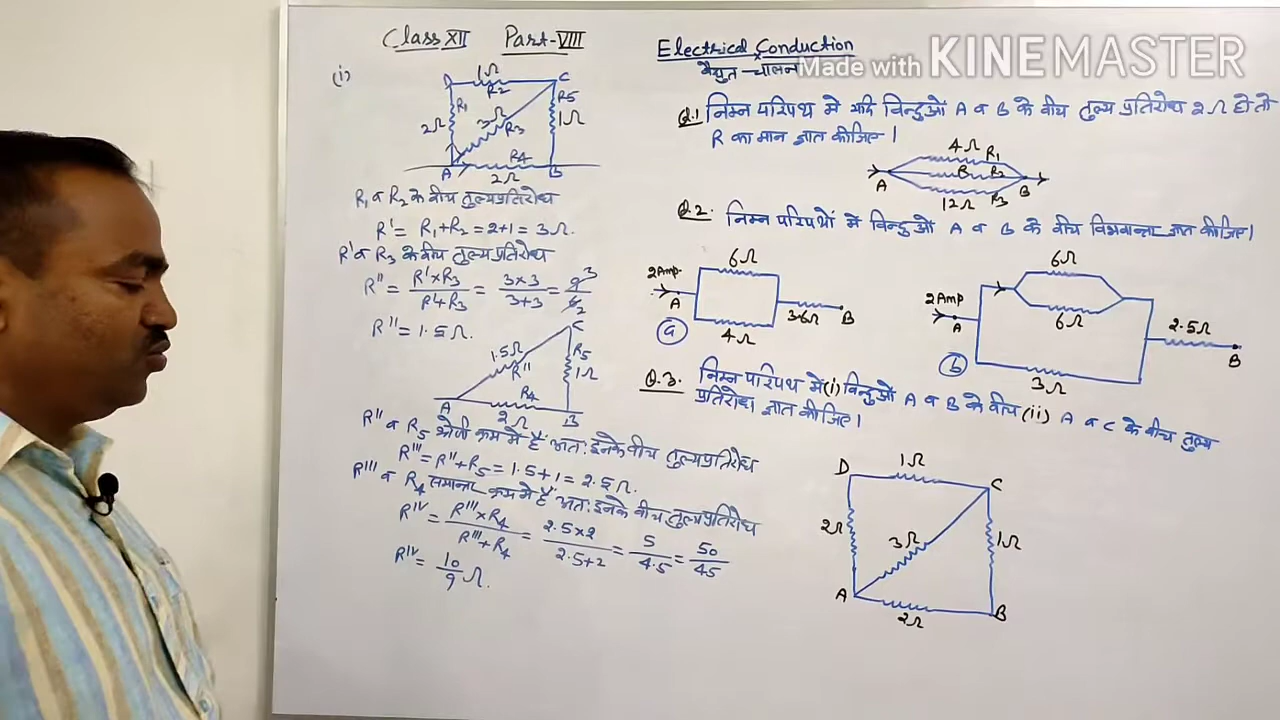 Class XII Part-VIII
(i)
D 1Ω C
R2
R1 R5
2Ω 3Ω 1Ω
R3
R4
A 2Ω B
R1 व R2 के बीच तुल्यप्रतिरोध
R' = R1+R2 = 2+1 = 3Ω.
R' व R3 के बीच तुल्यप्रतिरोध
R'' = R'×R3 / R'+R3 = 3×3 / 3+3 = 9 3 / 6 2
R'' = 1.5Ω.
C
1.5Ω R5
R'' 1Ω
R4
A 2Ω B
R'' व R5 श्रेणी क्रम में हैं अत: इनके बीच तुल्यप्रतिरोध
R''' = R''+R5 = 1.5+1 = 2.5Ω.
R''' व R4 समान्तर क्रम में हैं अत: इनके बीच तुल्यप्रतिरोध
R^IV = R'''×R4 / R'''+R4 = 2.5×2 / 2.5+2 = 5 / 4.5 = 50 / 45
R^IV = 10 / 9 Ω.
Electrical Conduction
वैद्युत-चालन
Made with KINEMASTER
Q.1 निम्न परिपथ में यदि बिन्दुओं A व B के बीच तुल्य प्रतिरोध 2Ω हो तो
R का मान ज्ञात कीजिए।
4Ω R1
A R R2 B
12Ω R3
Q.2. निम्न परिपथों में बिन्दुओं A व B के बीच विभवान्तर ज्ञात कीजिए।
6Ω
2Amp.
A 3.6Ω B
(a) 4Ω
6Ω
2Amp
A 6Ω 2.5Ω
B
(b) 3Ω
Q.3. निम्न परिपथ में (i) बिन्दुओं A व B के बीच (ii) A व C के बीच तुल्य
प्रतिरोध ज्ञात कीजिए।
D 1Ω C
2Ω 3Ω 1Ω
A 2Ω B